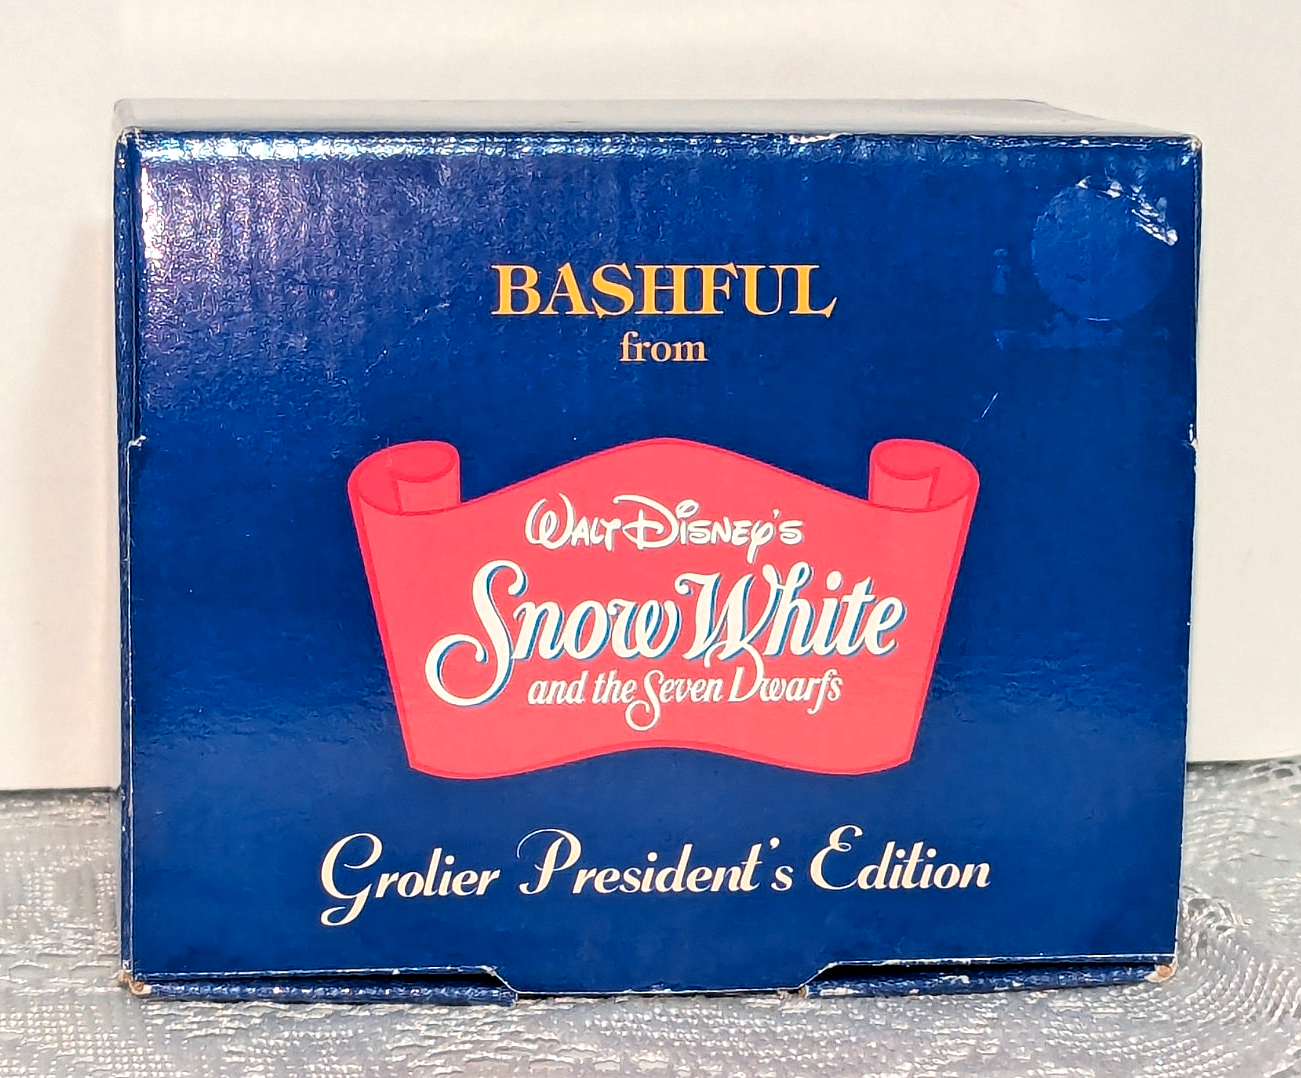 BASHFUL
from
WALT DISNEY'S
Snow White
and the Seven Dwarfs
Grolier President's Edition